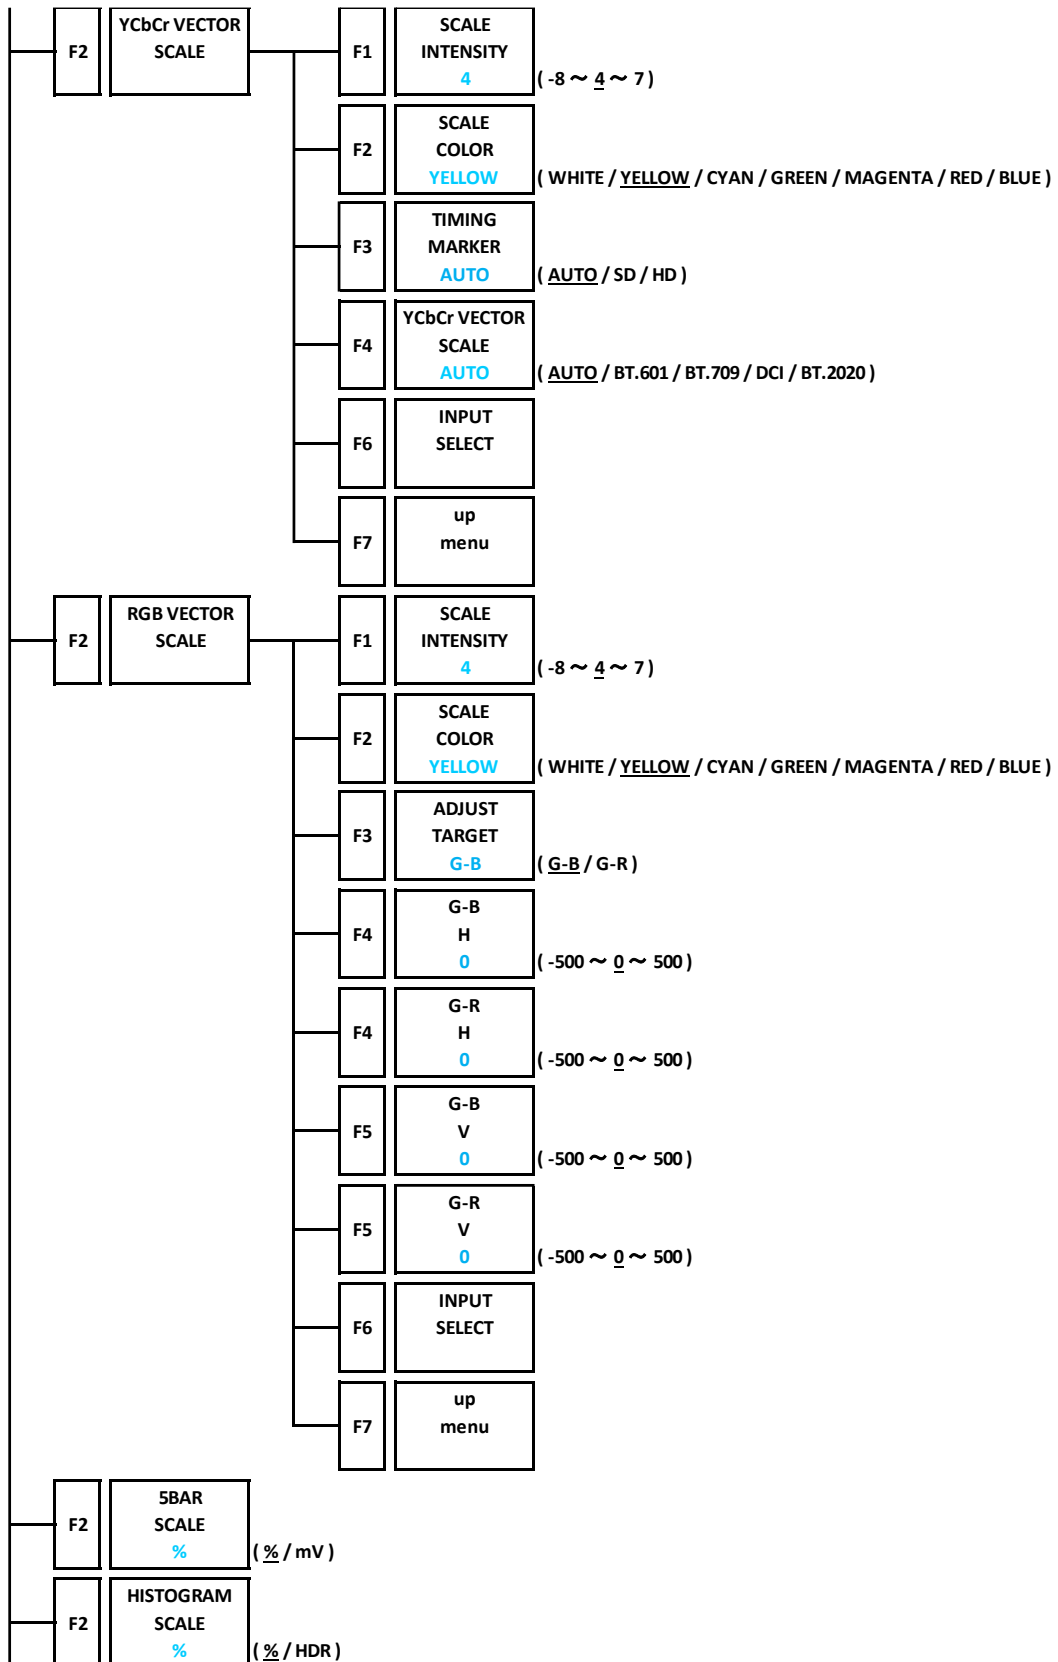 F2
YCbCr VECTOR
SCALE
F1
SCALE
INTENSITY
4
( -8 ～ 4 ～ 7 )
F2
SCALE
COLOR
YELLOW
( WHITE / YELLOW / CYAN / GREEN / MAGENTA / RED / BLUE )
F3
TIMING
MARKER
AUTO
( AUTO / SD / HD )
F4
YCbCr VECTOR
SCALE
AUTO
( AUTO / BT.601 / BT.709 / DCI / BT.2020 )
F6
INPUT
SELECT
F7
up
menu
F2
RGB VECTOR
SCALE
F1
SCALE
INTENSITY
4
( -8 ～ 4 ～ 7 )
F2
SCALE
COLOR
YELLOW
( WHITE / YELLOW / CYAN / GREEN / MAGENTA / RED / BLUE )
F3
ADJUST
TARGET
G-B
( G-B / G-R )
F4
G-B
H
0
( -500 ～ 0 ～ 500 )
F4
G-R
H
0
( -500 ～ 0 ～ 500 )
F5
G-B
V
0
( -500 ～ 0 ～ 500 )
F5
G-R
V
0
( -500 ～ 0 ～ 500 )
F6
INPUT
SELECT
F7
up
menu
F2
5BAR
SCALE
%
( % / mV )
F2
HISTOGRAM
SCALE
%
( % / HDR )